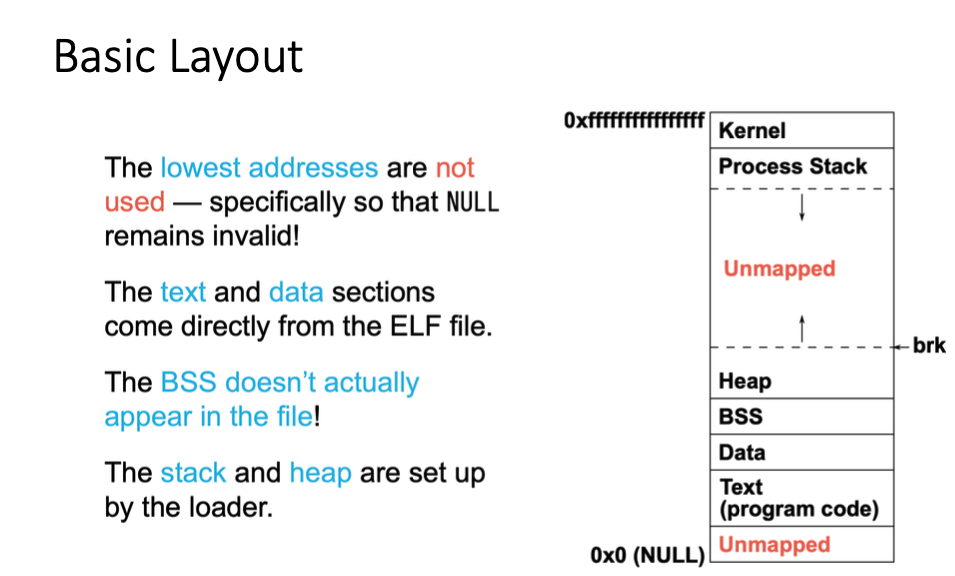 Basic Layout
The lowest addresses are not
used — specifically so that NULL
remains invalid!
The text and data sections
come directly from the ELF file.
The BSS doesn’t actually
appear in the file!
The stack and heap are set up
by the loader.
0xffffffffffffffff
Kernel
Process Stack
Unmapped
brk
Heap
BSS
Data
Text
(program code)
Unmapped
0x0 (NULL)